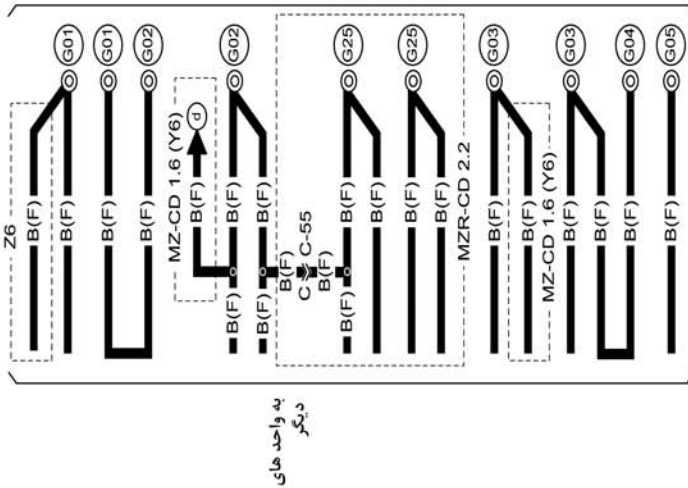 Z6
B(F)
B(F)
G01
B(F)
G01
B(F)
G02
MZ-CD 1.6 (Y6)
B(F)
d
B(F)
B(F)
G02
B(F)
B(F)
B(F)
C C-55
B(F)
B(F)
B(F)
G25
B(F)
B(F)
G25
B(F)
MZR-CD 2.2
B(F)
G03
B(F)
MZ-CD 1.6 (Y6)
B(F)
G03
B(F)
B(F)
G04
B(F)
G05
به واحد های
دیگر